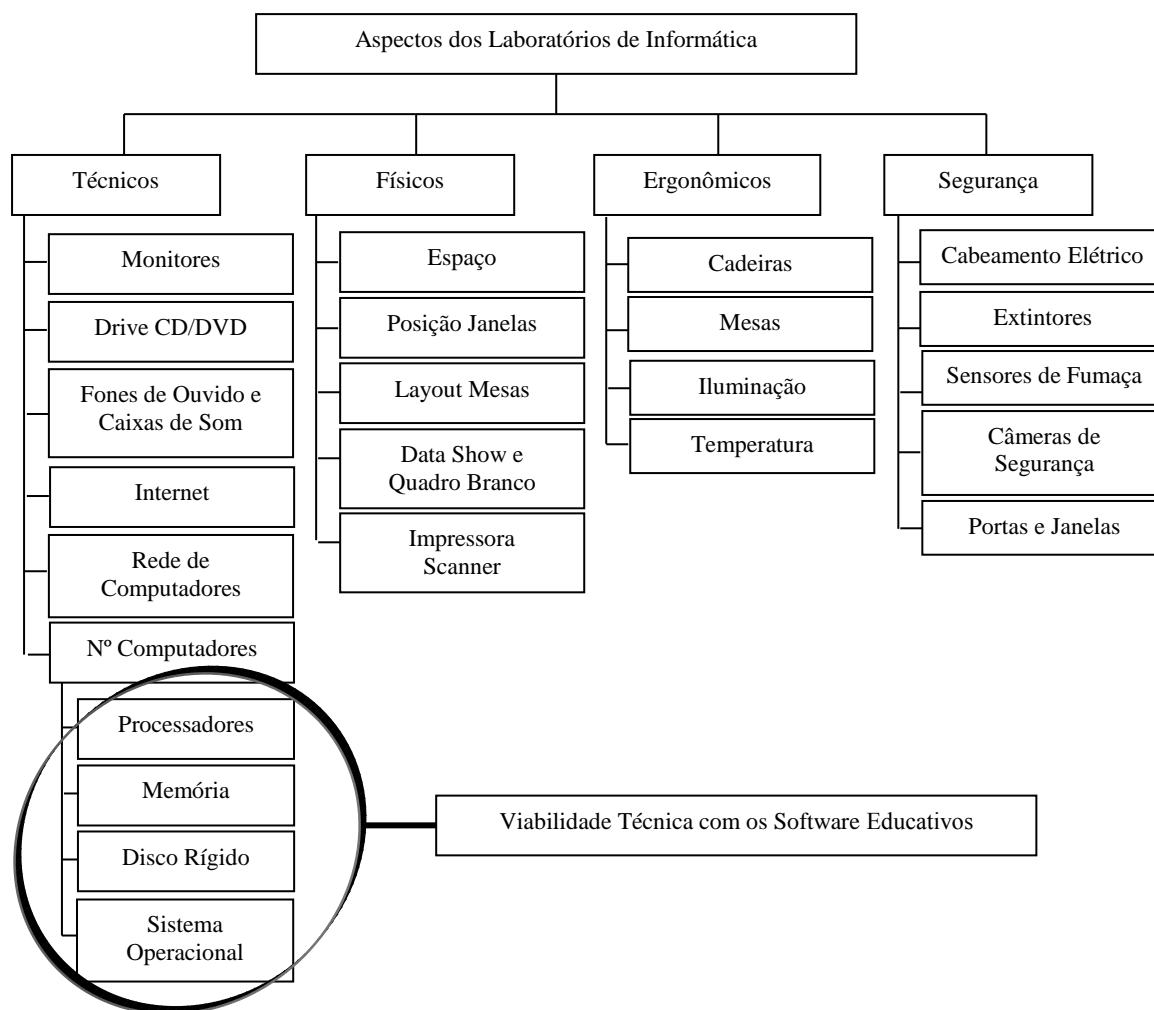 Aspectos dos Laboratórios de Informática
Técnicos
Monitores
Drive CD/DVD
Fones de Ouvido e
Caixas de Som
Internet
Rede de
Computadores
Nº Computadores
Processadores
Memória
Disco Rígido
Sistema
Operacional
Físicos
Espaço
Posição Janelas
Layout Mesas
Data Show e
Quadro Branco
Impressora
Scanner
Ergonômicos
Cadeiras
Mesas
Iluminação
Temperatura
Segurança
Cabeamento Elétrico
Extintores
Sensores de Fumaça
Câmeras de
Segurança
Portas e Janelas
Viabilidade Técnica com os Software Educativos